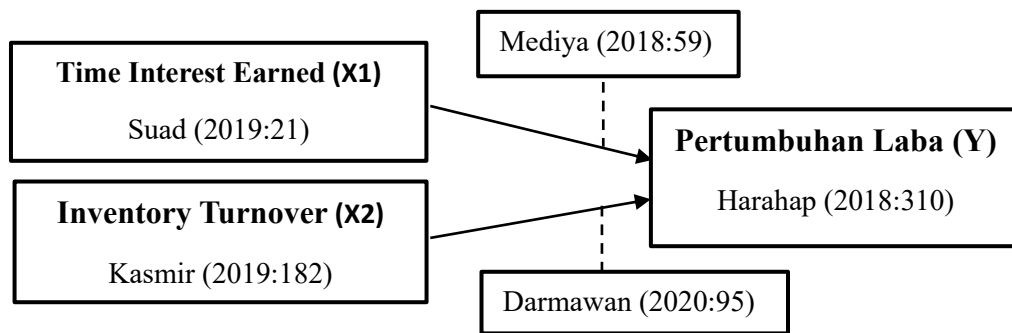 Mediya (2018:59)
Time Interest Earned (X1)
Suad (2019:21)
Pertumbuhan Laba (Y)
Harahap (2018:310)
Inventory Turnover (X2)
Kasmir (2019:182)
Darmawan (2020:95)